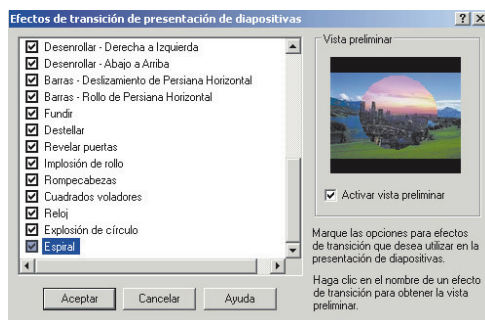 Efectos de transición de presentación de diapositivas
Desenrollar - Derecha a Izquierda
Desenrollar - Abajo a Arriba
Barras - Deslizamiento de Persiana Horizontal
Barras - Rollo de Persiana Horizontal
Fundir
Destellar
Revelar puertas
Implosión de rollo
Rompecabezas
Cuadrados voladores
Reloj
Explosión de círculo
Espiral
Aceptar
Cancelar
Ayuda
Vista preliminar
Activar vista preliminar
Marque las opciones para efectos
de transición que desea utilizar en la
presentación de diapositivas.
Haga clic en el nombre de un efecto
de transición para obtener la vista
preliminar.